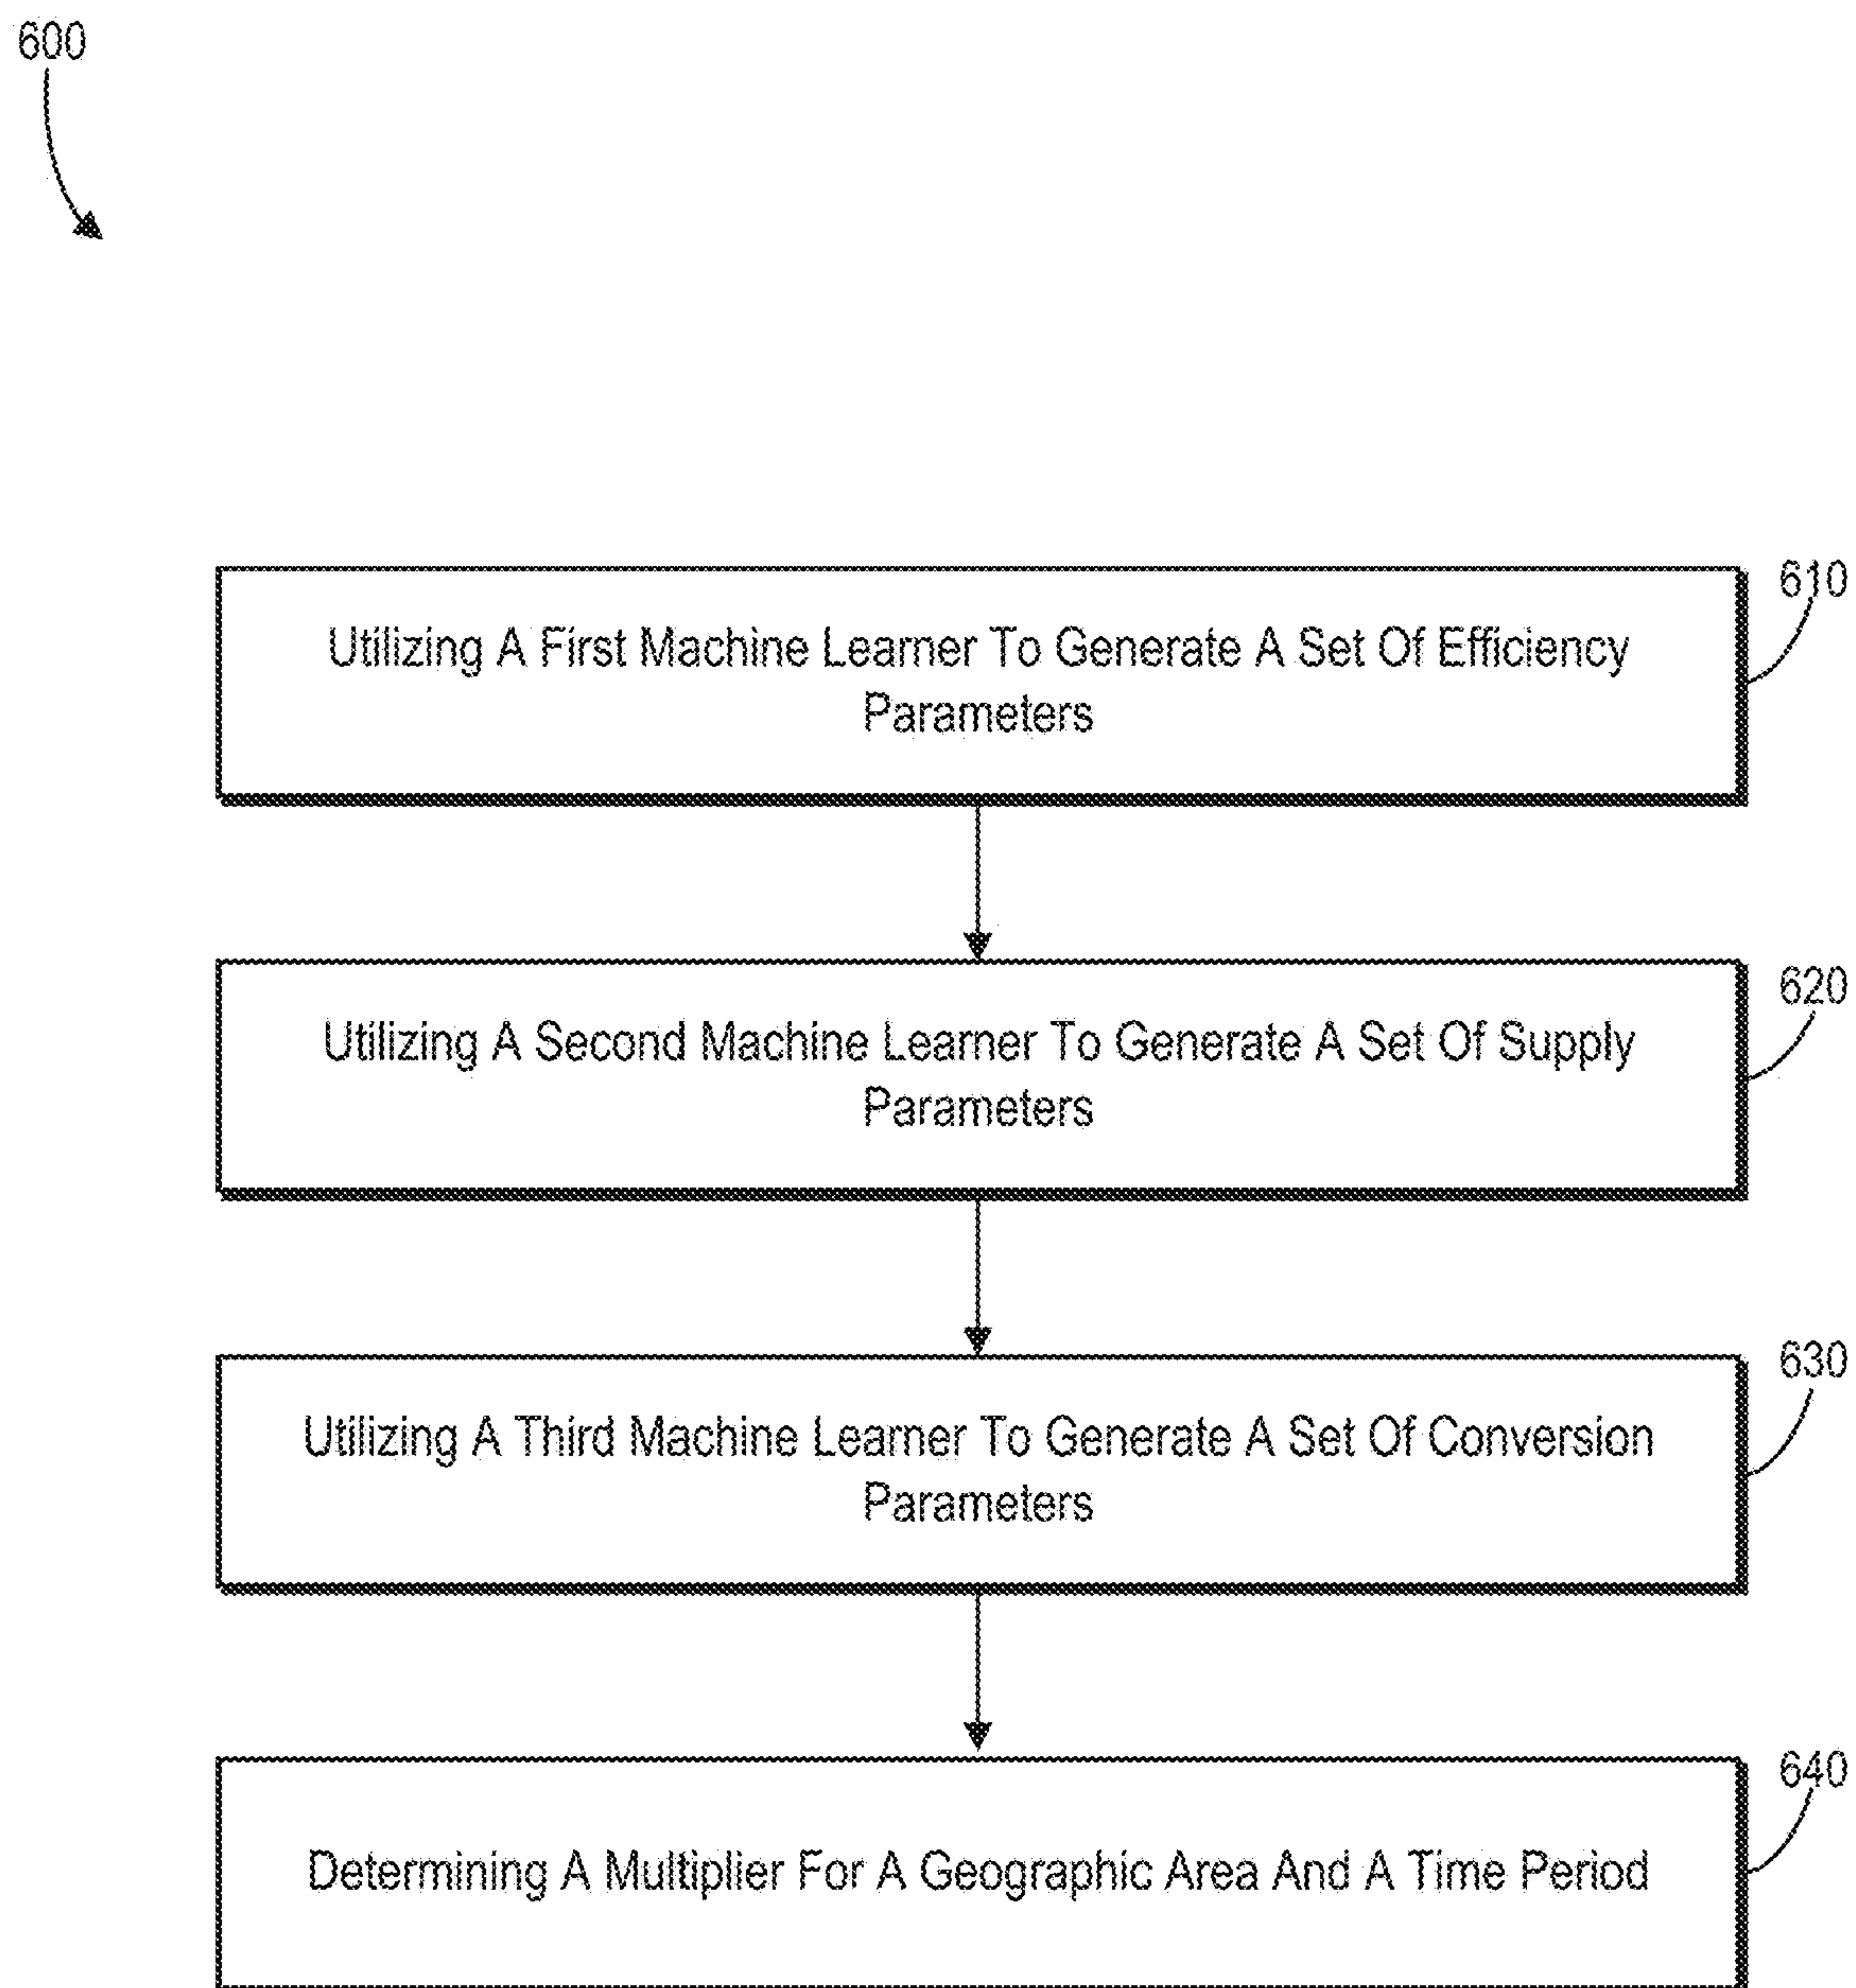 600
610
Utilizing A First Machine Learner To Generate A Set Of Efficiency
Parameters
620
Utilizing A Second Machine Learner To Generate A Set Of Supply
Parameters
630
Utilizing A Third Machine Learner To Generate A Set Of Conversion
Parameters
640
Determining A Multiplier For A Geographic Area And A Time Period